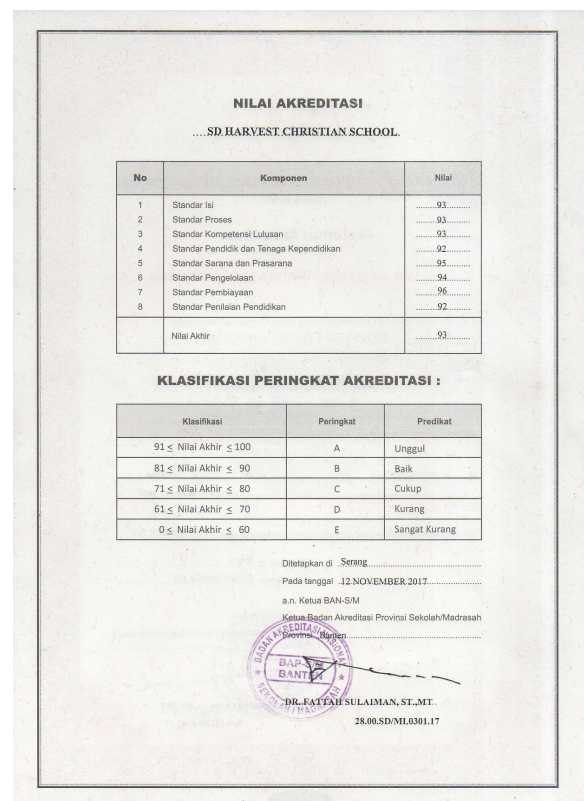 NILAI AKREDITASI
....SD HARVEST CHRISTIAN SCHOOL.
No Komponen Nilai
1 Standar Isi ........93..........
2 Standar Proses ........93..........
3 Standar Kompetensi Lulusan ........93..........
4 Standar Pendidik dan Tenaga Kependidikan ........92..........
5 Standar Sarana dan Prasarana ........95..........
6 Standar Pengelolaan ........94..........
7 Standar Pembiayaan ........96..........
8 Standar Penilaian Pendidikan ........92..........
Nilai Akhir ........93..........
KLASIFIKASI PERINGKAT AKREDITASI :
Klasifikasi Peringkat Predikat
91 ≤ Nilai Akhir ≤ 100 A Unggul
81 ≤ Nilai Akhir ≤ 90 B Baik
71 ≤ Nilai Akhir ≤ 80 C Cukup
61 ≤ Nilai Akhir ≤ 70 D Kurang
0 ≤ Nilai Akhir ≤ 60 E Sangat Kurang
Ditetapkan di Serang
Pada tanggal 12 NOVEMBER 2017
a.n. Ketua BAN-S/M
Ketua Badan Akreditasi Provinsi Sekolah/Madrasah
Provinsi Banten
BADAN AKREDITASI NASIONAL
BAP-S/M
BANTEN
SEKOLAH/MADRASAH
DR. FATTAH SULAIMAN, ST.,MT.
28.00.SD/MI.0301.17